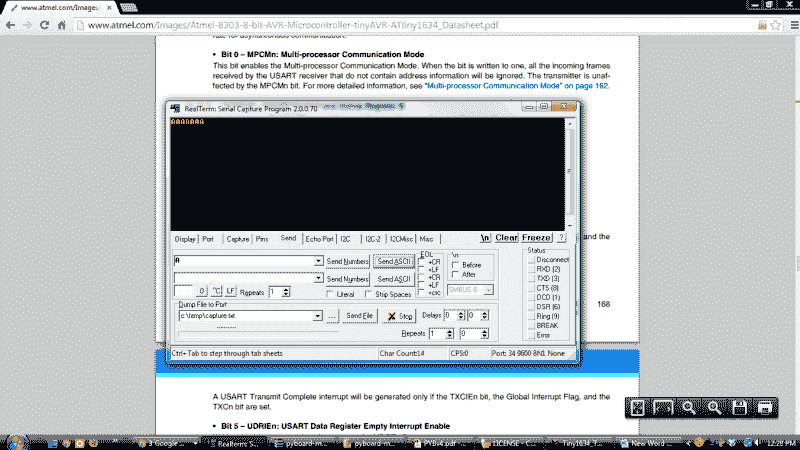 www.atmel.com/Images/
www.atmel.com/Images/Atmel-8303-8-bit-AVR-Microcontroller-tinyAVR-ATtiny1634_Datasheet.pdf
rate for asynchronous communication.
• Bit 0 – MPCMn: Multi-processor Communication Mode
This bit enables the Multi-processor Communication Mode. When the bit is written to one, all the incoming frames
received by the USART receiver that do not contain address information will be ignored. The transmitter is unaf-
fected by the MPCMn bit. For more detailed information, see "Multi-processor Communication Mode" on page 162.
RealTerm: Serial Capture Program 2.0.0.70
AAAAAAA
Display Port Capture Pins Send Echo Port I2C I2C-2 I2CMisc Misc \n Clear Freeze ?
and the
A
Send Numbers Send ASCII
Send Numbers Send ASCII
0 ^C LF Repeats 1 Literal Strip Spaces
EOL
+CR
+LF
+CR
+LF
+crc
\n
Before
After
SMBUS 8
Status
Disconnect
RXD (2)
TXD (3)
CTS (8)
DCD (1)
DSR (6)
Ring (9)
BREAK
Error
Dump File to Port
c:\temp\capture.txt ... Send File Stop Delays 0 0
Repeats 1 0
168
Ctrl+ Tab to step through tab sheets Char Count:14 CPS:0 Port: 34 9600 8N1 None
A USART Transmit Complete interrupt will be generated only if the TXCIEn bit, the Global Interrupt Flag, and the
TXCn bit are set.
• Bit 5 – UDRIEn: USART Data Register Empty Interrupt Enable
3 Google ... RealTerm: S... pyboard-m... pyboard-m... PYBv4.pdf ... LICENSE - C... Tiny1634_T... New Word ... 12:28 PM